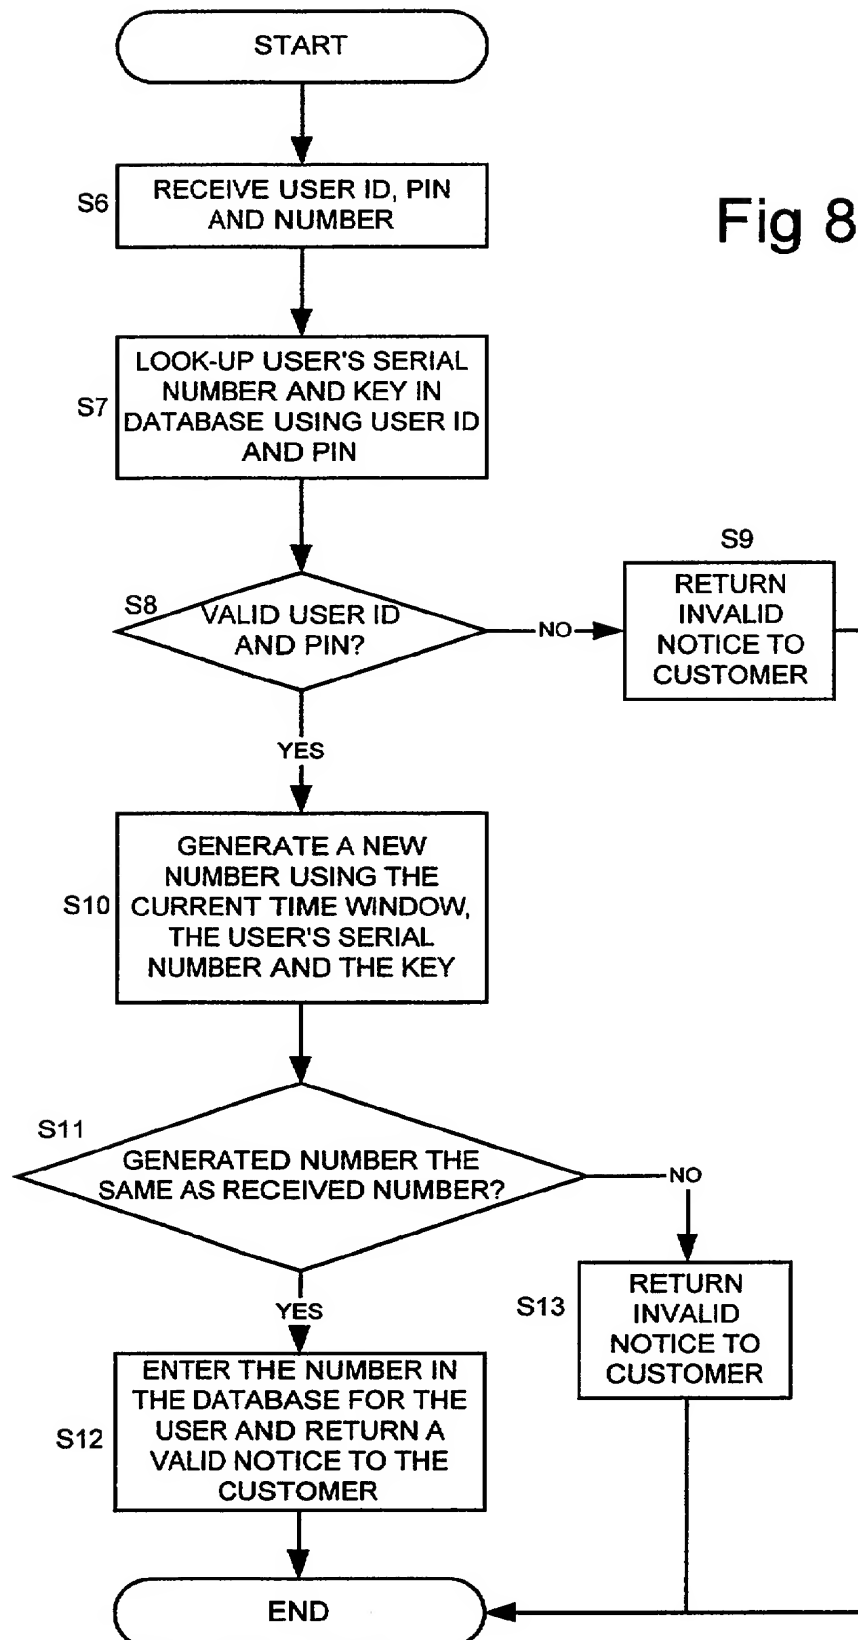 START
S6
RECEIVE USER ID, PIN
AND NUMBER
Fig 8
S7
LOOK-UP USER'S SERIAL
NUMBER AND KEY IN
DATABASE USING USER ID
AND PIN
S8
VALID USER ID
AND PIN?
NO
S9
RETURN
INVALID
NOTICE TO
CUSTOMER
YES
S10
GENERATE A NEW
NUMBER USING THE
CURRENT TIME WINDOW,
THE USER'S SERIAL
NUMBER AND THE KEY
S11
GENERATED NUMBER THE
SAME AS RECEIVED NUMBER?
NO
YES
S13
RETURN
INVALID
NOTICE TO
CUSTOMER
S12
ENTER THE NUMBER IN
THE DATABASE FOR THE
USER AND RETURN A
VALID NOTICE TO THE
CUSTOMER
END